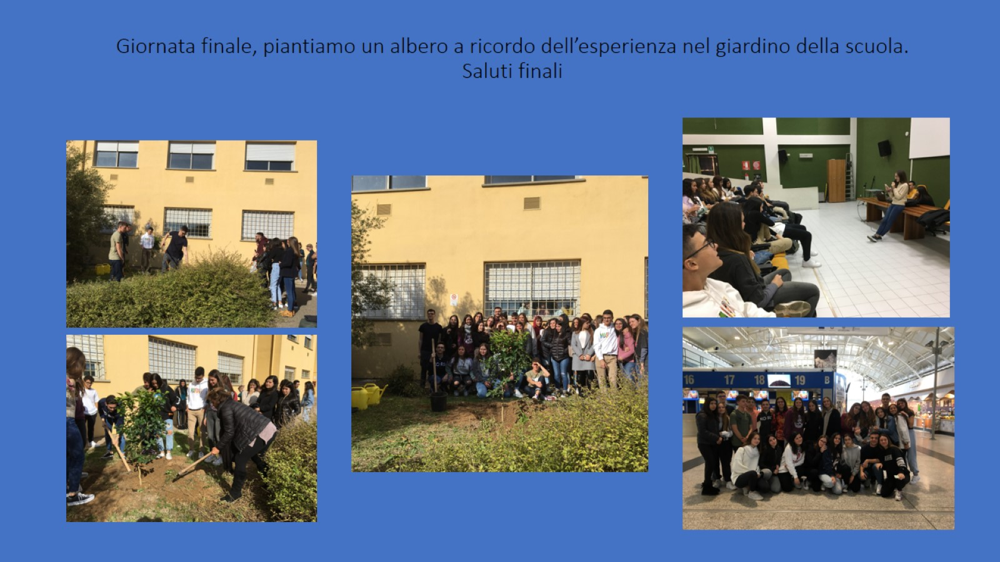 Giornata finale, piantiamo un albero a ricordo dell’esperienza nel giardino della scuola.
Saluti finali
16 17 18 19 B